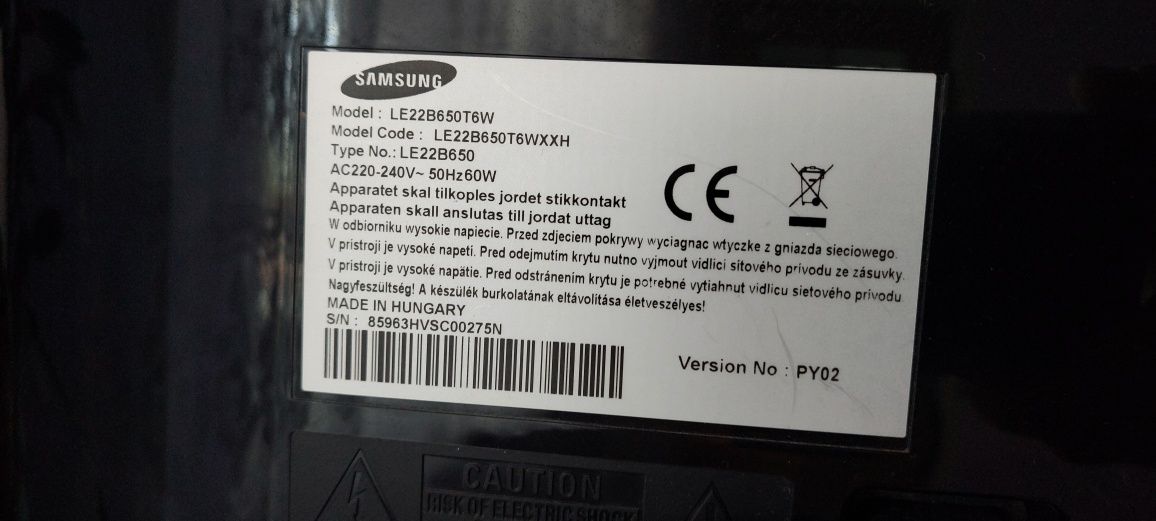 SAMSUNG
Model : LE22B650T6W
Model Code : LE22B650T6WXXH
Type No.: LE22B650
AC220-240V~ 50Hz60W
Apparatet skal tilkoples jordet stikkontakt
Apparaten skall anslutas till jordat uttag
W odbiorniku wysokie napiecie. Przed zdjeciem pokrywy wyciagnac wtyczke z gniazda sieciowego.
V pristroji je vysoké napetí. Pred odejmutím krytu nutno vyjmout vidlici sítového prívodu ze zásuvky.
V pristroji je vysoké napätie. Pred odstránením krytu je potrebné vytiahnut vidlicu sietového prívodu
Nagyfeszültség! A készülék burkolatának eltávolítása életveszélyes!
MADE IN HUNGARY
S/N : 85963HVSC00275N
Version No : PY02
CE
CAUTION
RISK OF ELECTRIC SHOCK